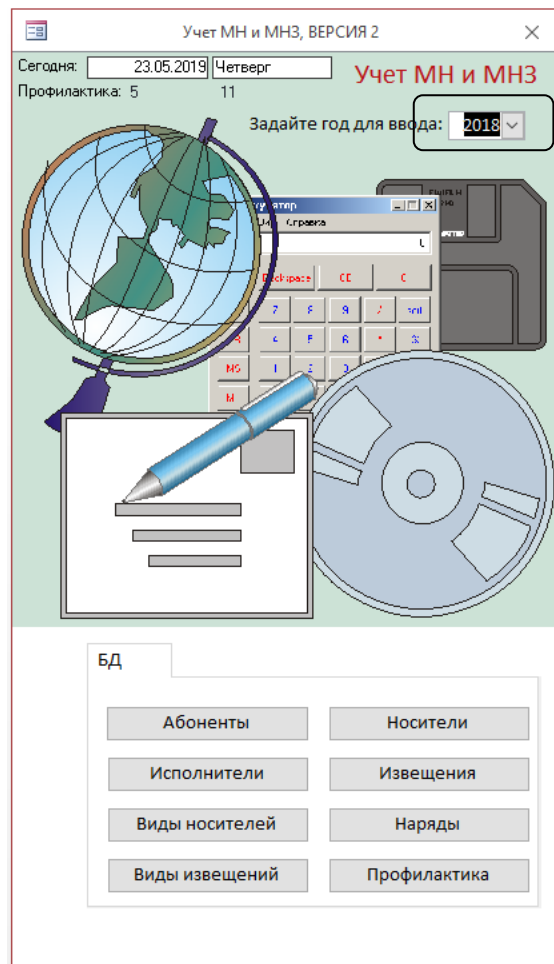 Учет МН и МНЗ, ВЕРСИЯ 2
Сегодня: 23.05.2019 Четверг
Учет МН и МНЗ
Профилактика: 5 11
Задайте год для ввода: 2018
Справка
Backspace CE C
7 8 9 / sqrt
4 5 6 * %
MS 1 2
M
БД
Абоненты Носители
Исполнители Извещения
Виды носителей Наряды
Виды извещений Профилактика